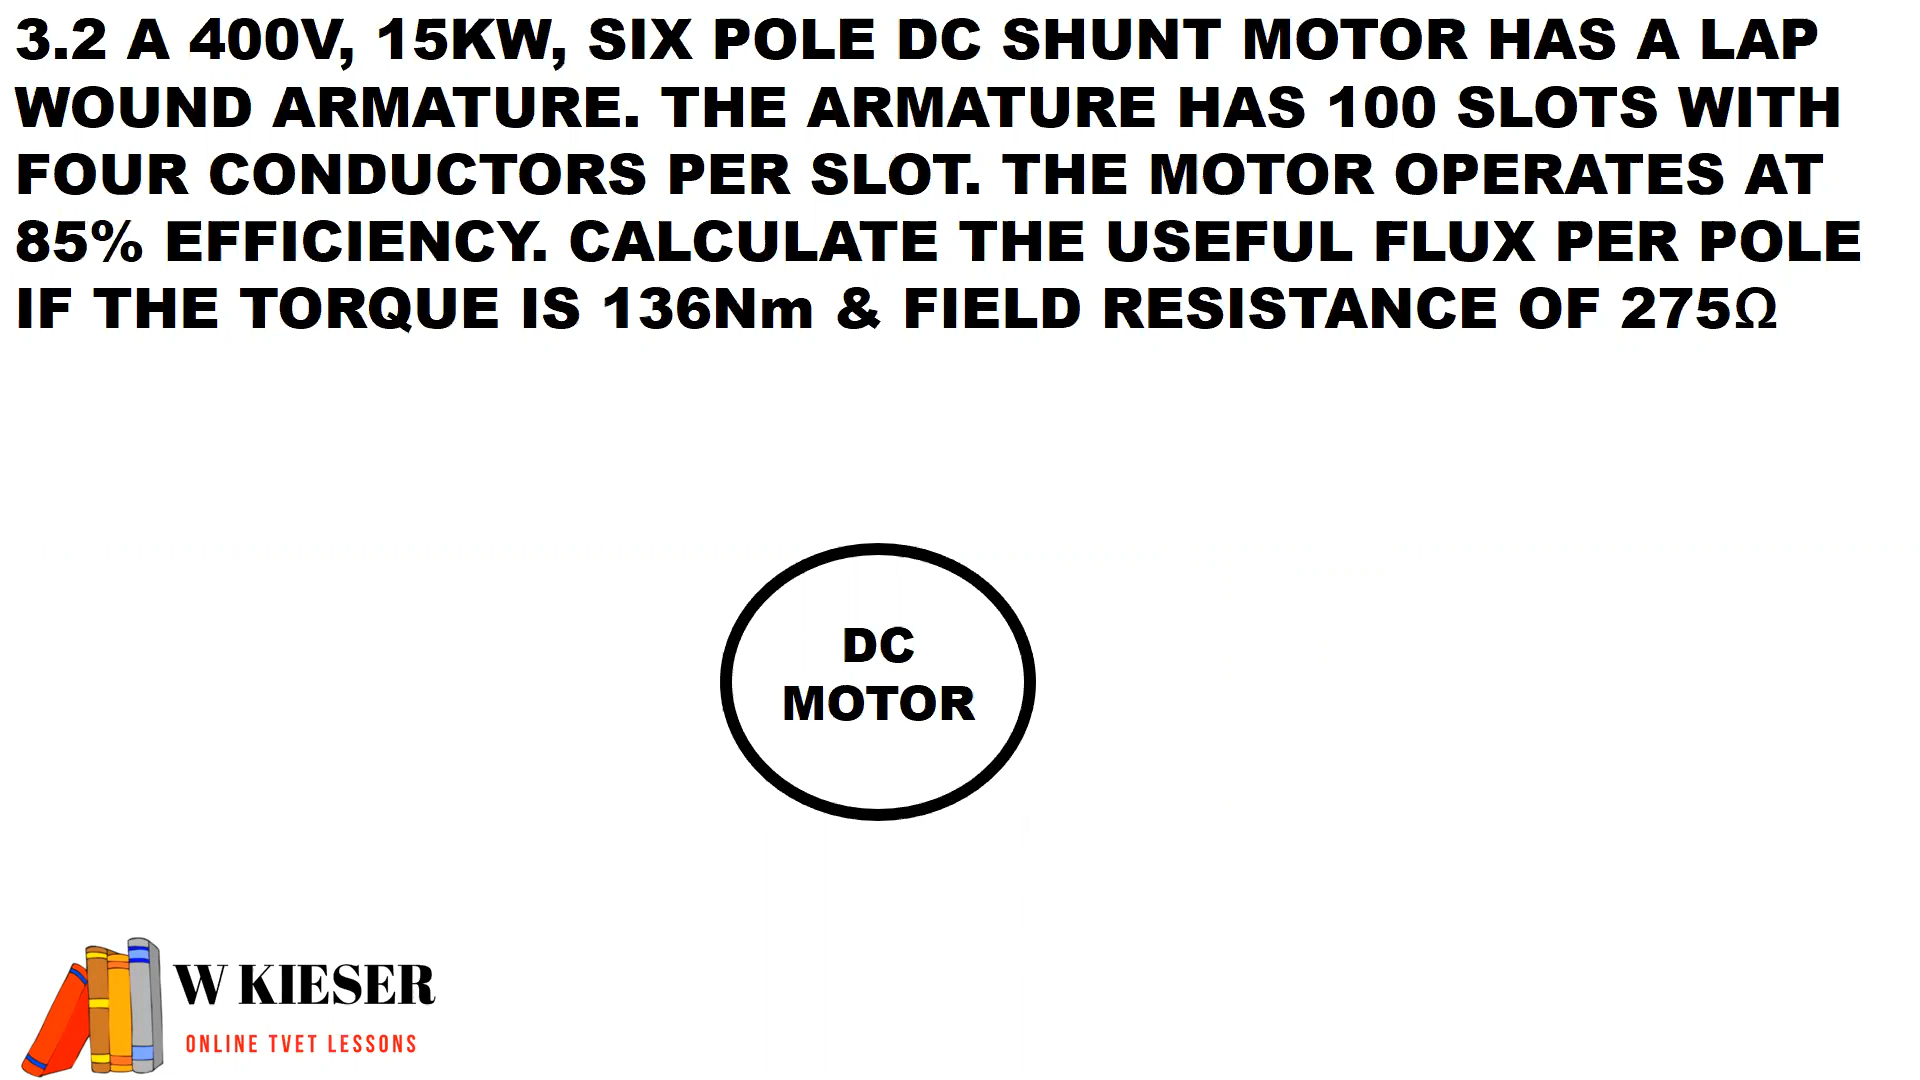 3.2 A 400V, 15KW, SIX POLE DC SHUNT MOTOR HAS A LAP
WOUND ARMATURE. THE ARMATURE HAS 100 SLOTS WITH
FOUR CONDUCTORS PER SLOT. THE MOTOR OPERATES AT
85% EFFICIENCY. CALCULATE THE USEFUL FLUX PER POLE
IF THE TORQUE IS 136Nm & FIELD RESISTANCE OF 275Ω
DC
MOTOR
W KIESER
ONLINE TVET LESSONS